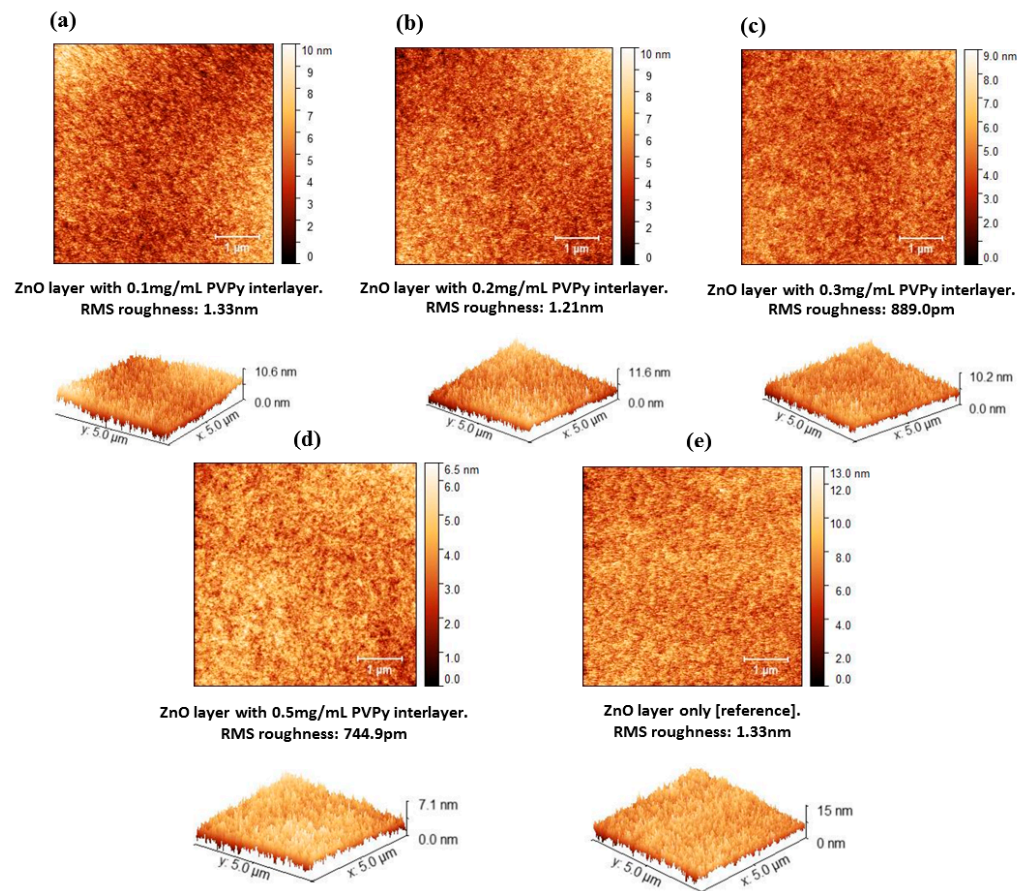 (a)
10 nm
9
8
7
6
5
4
3
2
1
0
1 µm
ZnO layer with 0.1mg/mL PVPy interlayer.
RMS roughness: 1.33nm
10.6 nm
0.0 nm
y: 5.0 µm
x: 5.0 µm
(b)
10 nm
9
8
7
6
5
4
3
2
1
0
1 µm
ZnO layer with 0.2mg/mL PVPy interlayer.
RMS roughness: 1.21nm
11.6 nm
0.0 nm
y: 5.0 µm
x: 5.0 µm
(c)
9.0 nm
8.0
7.0
6.0
5.0
4.0
3.0
2.0
1.0
0.0
1 µm
ZnO layer with 0.3mg/mL PVPy interlayer.
RMS roughness: 889.0pm
10.2 nm
0.0 nm
y: 5.0 µm
x: 5.0 µm
(d)
6.5 nm
5.0
4.0
3.0
2.0
1.0
0.0
1 µm
ZnO layer with 0.5mg/mL PVPy interlayer.
RMS roughness: 744.9pm
7.1 nm
0.0 nm
y: 5.0 µm
x: 5.0 µm
(e)
13.0 nm
12.0
10.0
8.0
6.0
4.0
2.0
0.0
1 µm
ZnO layer only [reference].
RMS roughness: 1.33nm
15 nm
0 nm
y: 5.0 µm
x: 5.0 µm